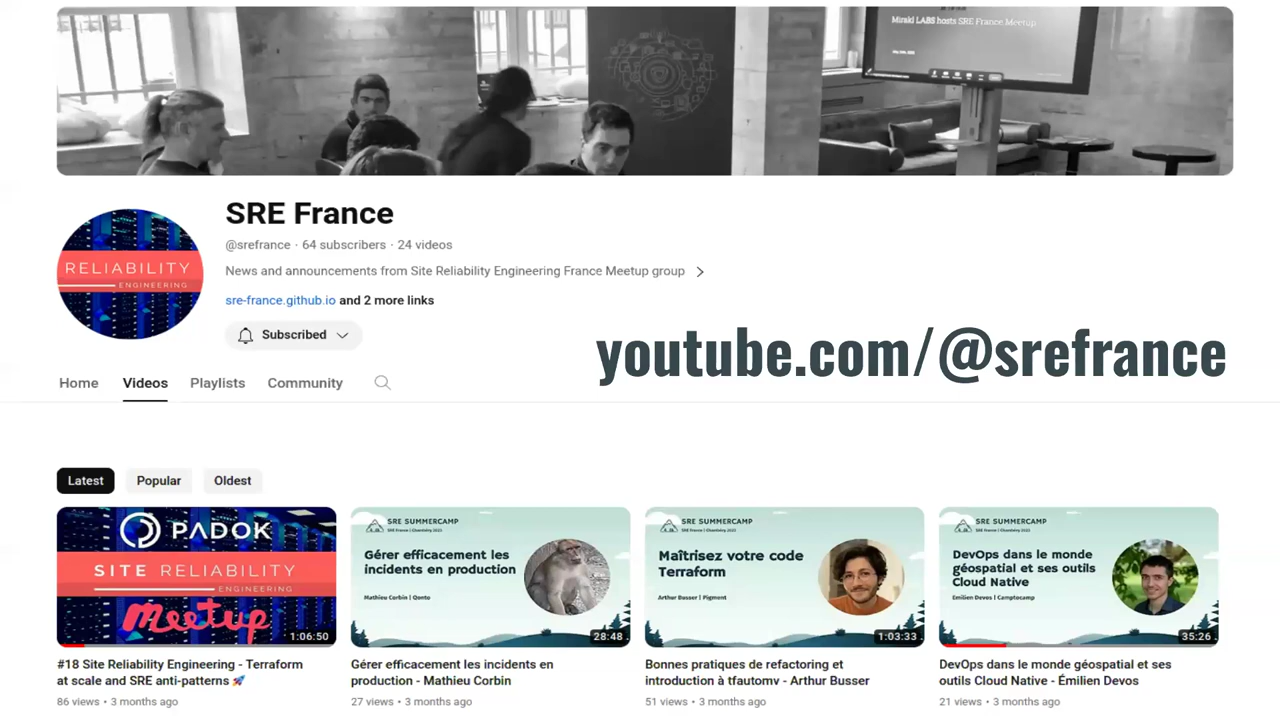 Miraki LABS hosts SRE France Meetup
SRE France
@srefrance · 64 subscribers · 24 videos
News and announcements from Site Reliability Engineering France Meetup group
sre-france.github.io and 2 more links
RELIABILITY
ENGINEERING
Subscribed
youtube.com/@srefrance
Home Videos Playlists Community
Latest Popular Oldest
PADOK
SITE RELIABILITY
ENGINEERING
Meetup
1:06:50
SRE SUMMERCAMP
Gérer efficacement les
incidents en production
Mathieu Corbin | Qonto
28:48
SRE SUMMERCAMP
Maîtrisez votre code
Terraform
Arthur Busser | Pigment
1:03:33
SRE SUMMERCAMP
DevOps dans le monde
géospatial et ses outils
Cloud Native
Emilien Devos | Camptocamp
35:26
#18 Site Reliability Engineering - Terraform
at scale and SRE anti-patterns 🚀
86 views · 3 months ago
Gérer efficacement les incidents en
production - Mathieu Corbin
27 views · 3 months ago
Bonnes pratiques de refactoring et
introduction à tfautomv - Arthur Busser
51 views · 3 months ago
DevOps dans le monde géospatial et ses
outils Cloud Native - Émilien Devos
21 views · 3 months ago